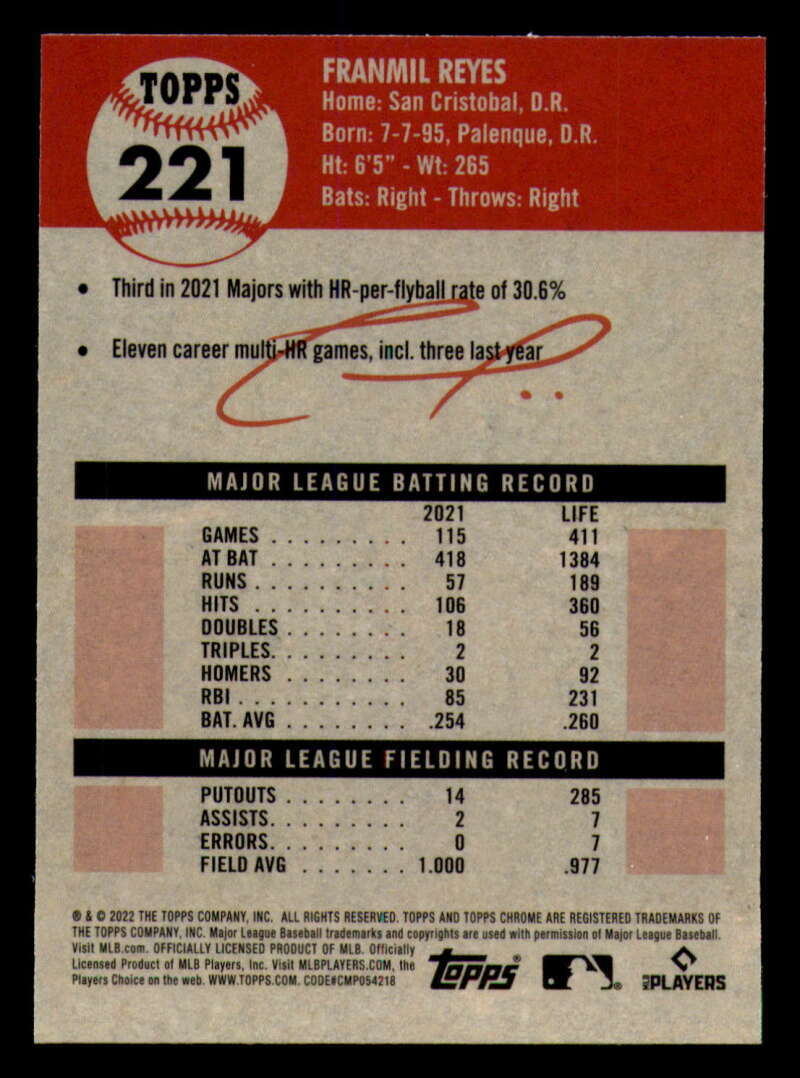 TOPPS
221
FRANMIL REYES
Home: San Cristobal, D.R.
Born: 7-7-95, Palenque, D.R.
Ht: 6'5" - Wt: 265
Bats: Right - Throws: Right
• Third in 2021 Majors with HR-per-flyball rate of 30.6%
• Eleven career multi-HR games, incl. three last year
MAJOR LEAGUE BATTING RECORD
2021 LIFE
GAMES . . . . . . . . . 115 411
AT BAT . . . . . . . . . 418 1384
RUNS . . . . . . . . . . 57 189
HITS . . . . . . . . . . 106 360
DOUBLES . . . . . . . . 18 56
TRIPLES. . . . . . . . . 2 2
HOMERS . . . . . . . . 30 92
RBI . . . . . . . . . . . 85 231
BAT. AVG . . . . . . . . .254 .260
MAJOR LEAGUE FIELDING RECORD
PUTOUTS . . . . . . . . 14 285
ASSISTS. . . . . . . . . 2 7
ERRORS. . . . . . . . . 0 7
FIELD AVG . . . . . . . 1.000 .977
® & © 2022 THE TOPPS COMPANY, INC. ALL RIGHTS RESERVED. TOPPS AND TOPPS CHROME ARE REGISTERED TRADEMARKS OF
THE TOPPS COMPANY, INC. Major League Baseball trademarks and copyrights are used with permission of Major League Baseball.
Visit MLB.com. OFFICIALLY LICENSED PRODUCT OF MLB. Officially
Licensed Product of MLB Players, Inc. Visit MLBPLAYERS.COM, the
Players Choice on the web. WWW.TOPPS.COM. CODE#CMP054218
topps®
MLB PLAYERS